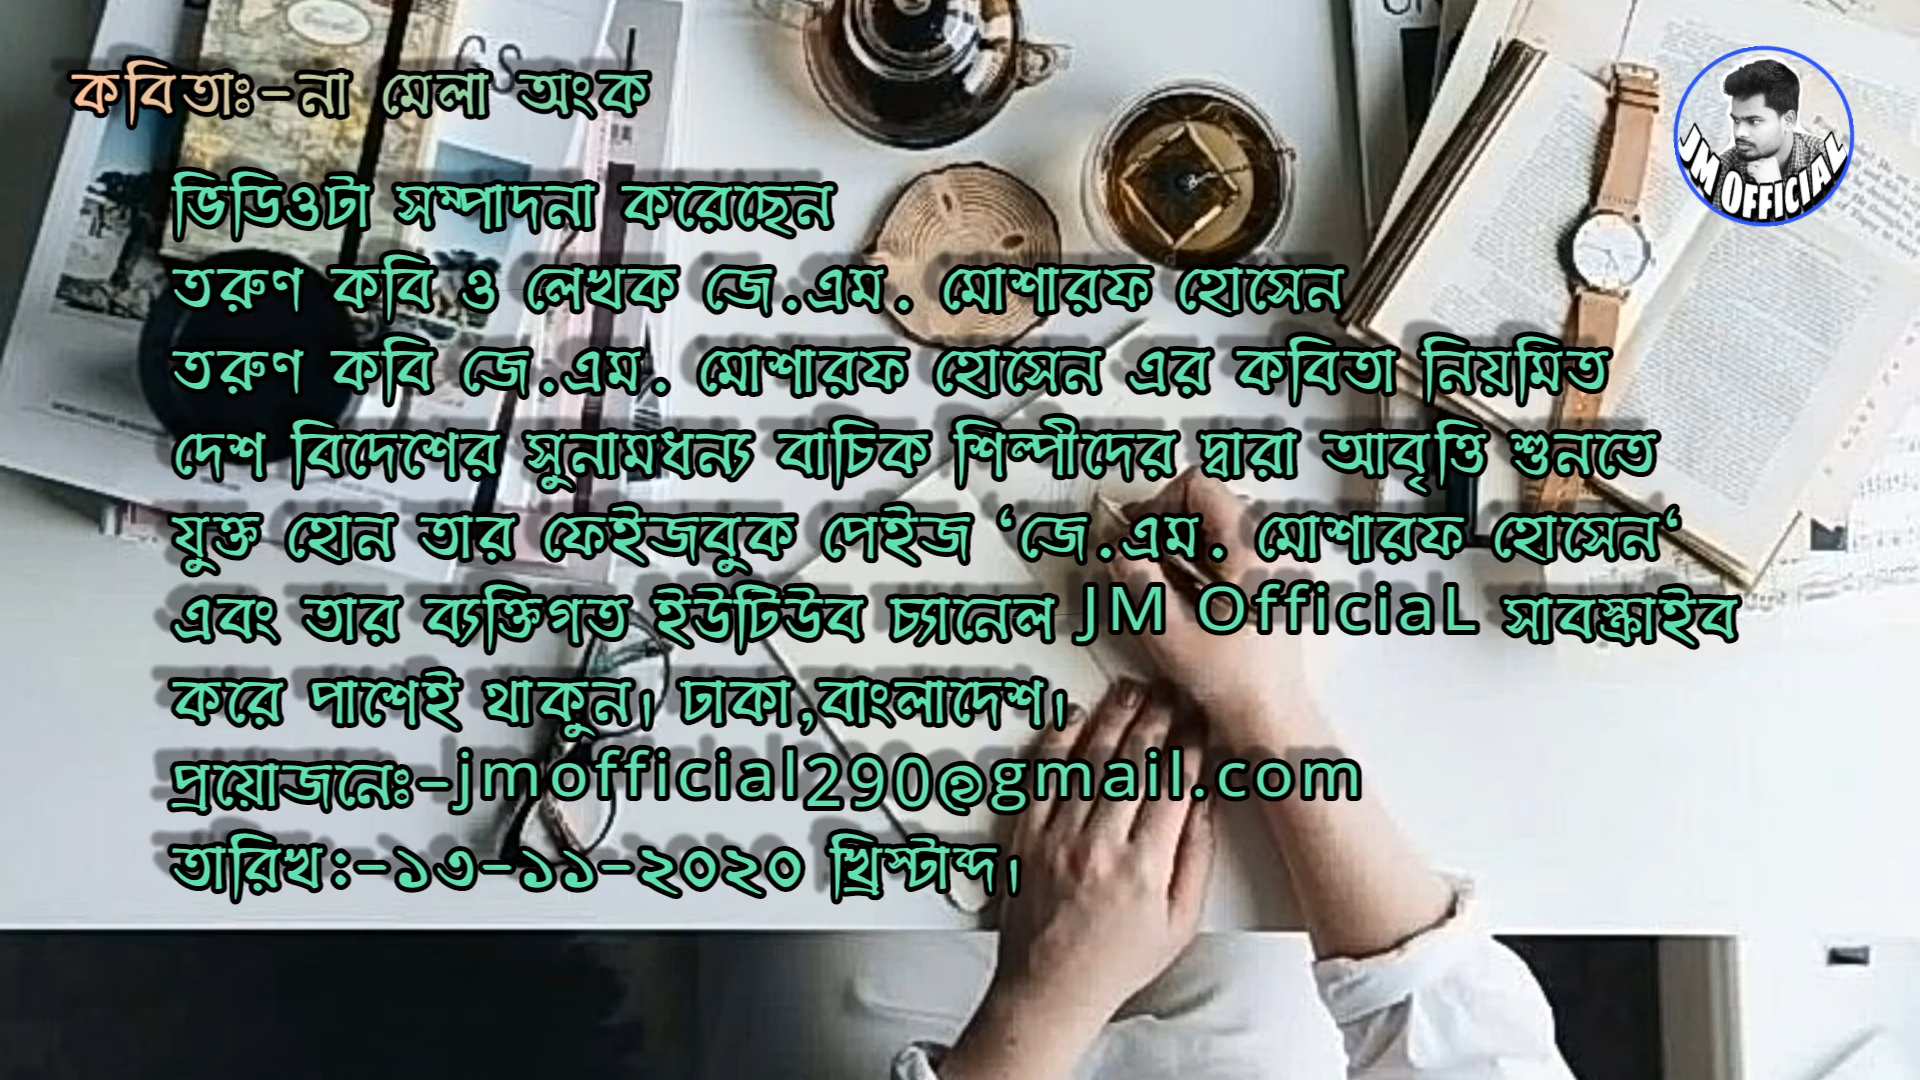 কবিতাঃ-না মেলা অংক
JM OFFICIAL
ভিডিওটা সম্পাদনা করেছেন
তরুণ কবি ও লেখক জে.এম. মোশারফ হোসেন
তরুণ কবি জে.এম. মোশারফ হোসেন এর কবিতা নিয়মিত
দেশ বিদেশের সুনামধন্য বাচিক শিল্পীদের দ্বারা আবৃত্তি শুনতে
যুক্ত হোন তার ফেইজবুক পেইজ ‘জে.এম. মোশারফ হোসেন‘
এবং তার ব্যক্তিগত ইউটিউব চ্যানেল JM OfficiaL সাবস্ক্রাইব
করে পাশেই থাকুন। ঢাকা,বাংলাদেশ।
প্রয়োজনেঃ-jmofficial290@gmail.com
তারিখ:-১৩-১১-২০২০ খ্রিস্টাব্দ।